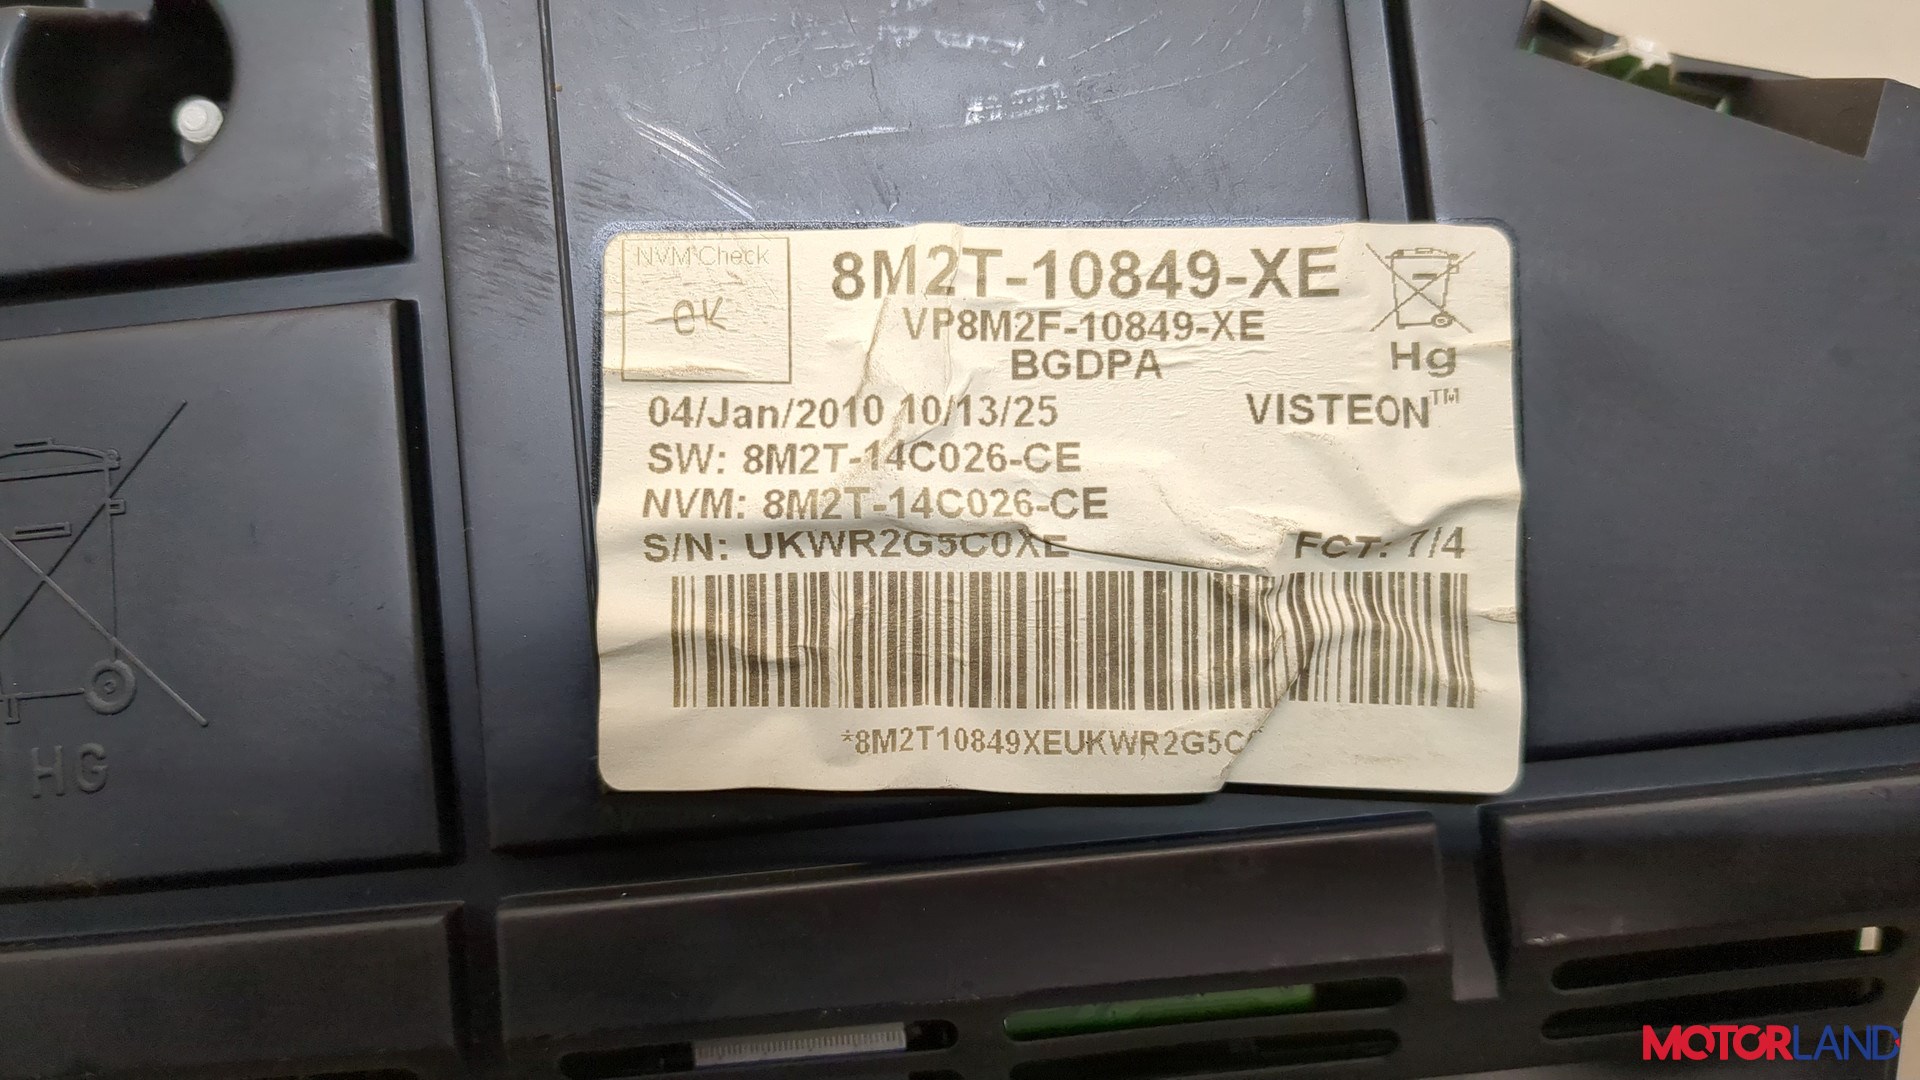 NVM Check
OK
8M2T-10849-XE
VP8M2F-10849-XE
BGDPA
Hg
04/Jan/2010 10/13/25
VISTEON™
SW: 8M2T-14C026-CE
NVM: 8M2T-14C026-CE
S/N: UKWR2G5C0XE
FCT: 7/4
*8M2T10849XEUKWR2G5C
HG
MOTORLAND